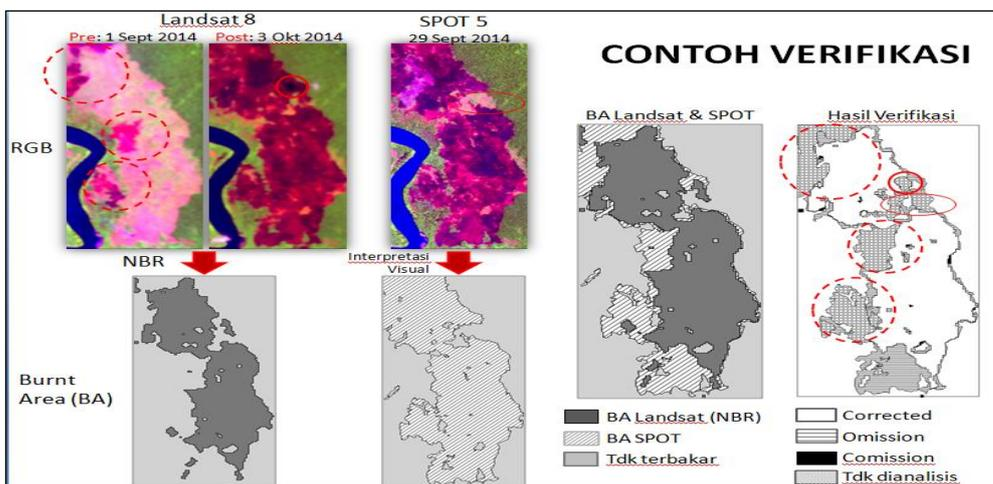 Landsat 8
Pre: 1 Sept 2014
Post: 3 Okt 2014
SPOT 5
29 Sept 2014
RGB
NBR
Interpretasi
Visual
Burnt
Area (BA)
CONTOH VERIFIKASI
BA Landsat & SPOT
BA Landsat (NBR)
BA SPOT
Tdk terbakar
Hasil Verifikasi
Corrected
Omission
Comission
Tdk dianalisis